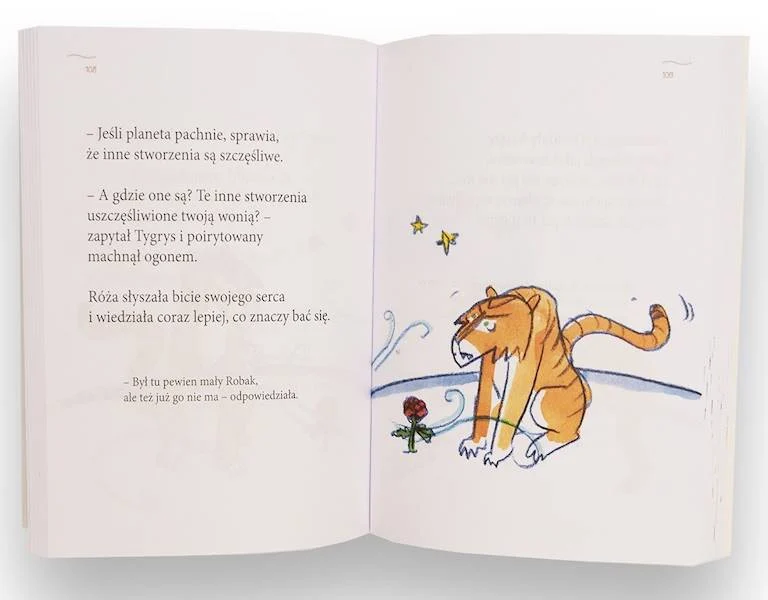 108
– Jeśli planeta pachnie, sprawia,
że inne stworzenia są szczęśliwe.
– A gdzie one są? Te inne stworzenia
uszczęśliwione twoją wonią? –
zapytał Tygrys i poirytowany
machnął ogonem.
Róża słyszała bicie swojego serca
i wiedziała coraz lepiej, co znaczy bać się.
– Był tu pewien mały Robak,
ale też już go nie ma – odpowiedziała.